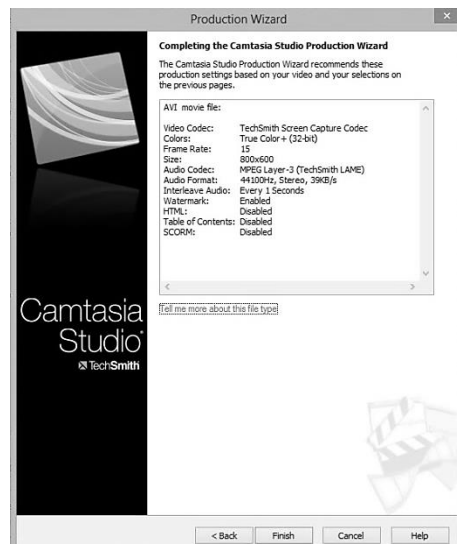 Production Wizard
Completing the Camtasia Studio Production Wizard
The Camtasia Studio Production Wizard recommends these
production settings based on your video and your selections on
the previous pages.
AVI movie file:
Video Codec: TechSmith Screen Capture Codec
Colors: True Color+ (32-bit)
Frame Rate: 15
Size: 800x600
Audio Codec: MPEG Layer-3 (TechSmith LAME)
Audio Format: 44100Hz, Stereo, 39KB/s
Interleave Audio: Every 1 Seconds
Watermark: Enabled
HTML: Disabled
Table of Contents: Disabled
SCORM: Disabled
Tell me more about this file type
Camtasia
Studio
TechSmith
< Back Finish Cancel Help